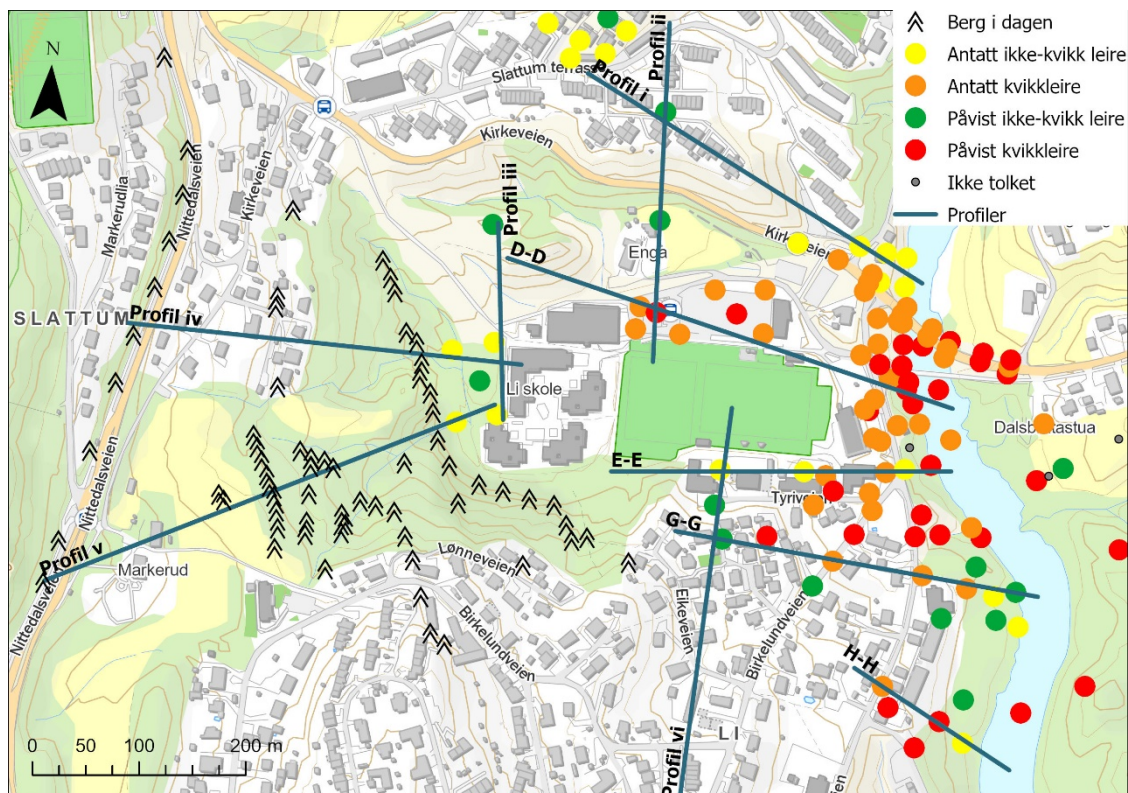 Berg i dagen
Antatt ikke-kvikk leire
Antatt kvikkleire
Påvist ikke-kvikk leire
Påvist kvikkleire
Ikke tolket
Profiler
N
Profil ii
Slattum terrasse
Profil i
Kirkeveien
Nittedalsveien
Kirkeveien
Markerudlia
Profil iii
D-D
Enga
Kirkeveien
SLATTUM
Profil iv
Li skole
E-E
Tyriveien
G-G
Nittedalsveien
Profil v
Markerud
Lønneveien
Birkelundveien
Eikeveien
Birkelundveien
H-H
LI
Profil vi
Nittedalsveien
0 50 100 200 m